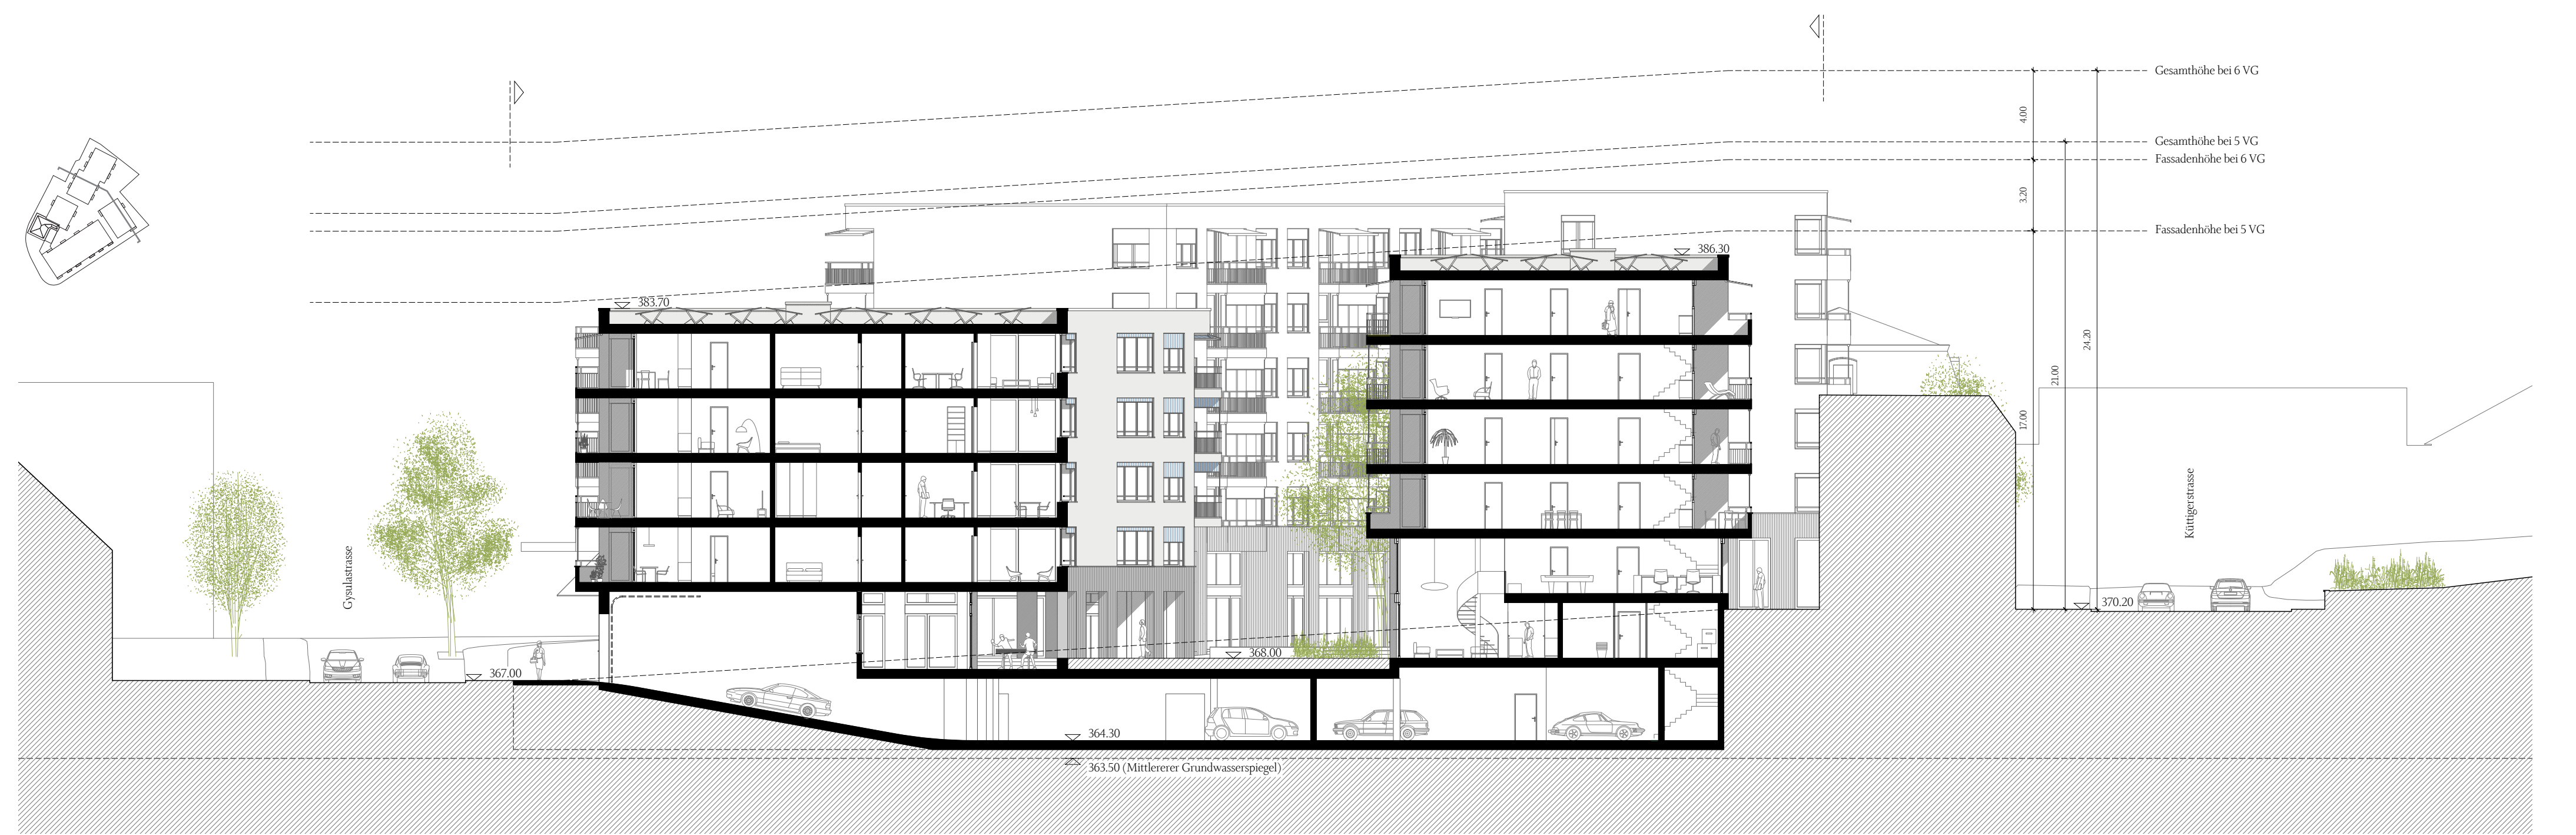 Gesamthöhe bei 6 VG
4.00
Gesamthöhe bei 5 VG
Fassadenhöhe bei 6 VG
3.20
Fassadenhöhe bei 5 VG
386.30
383.70
24.20
21.00
17.00
Gysulastrasse
Küttigerstrasse
370.20
368.00
367.00
364.30
363.50 (Mittlererer Grundwasserspiegel)